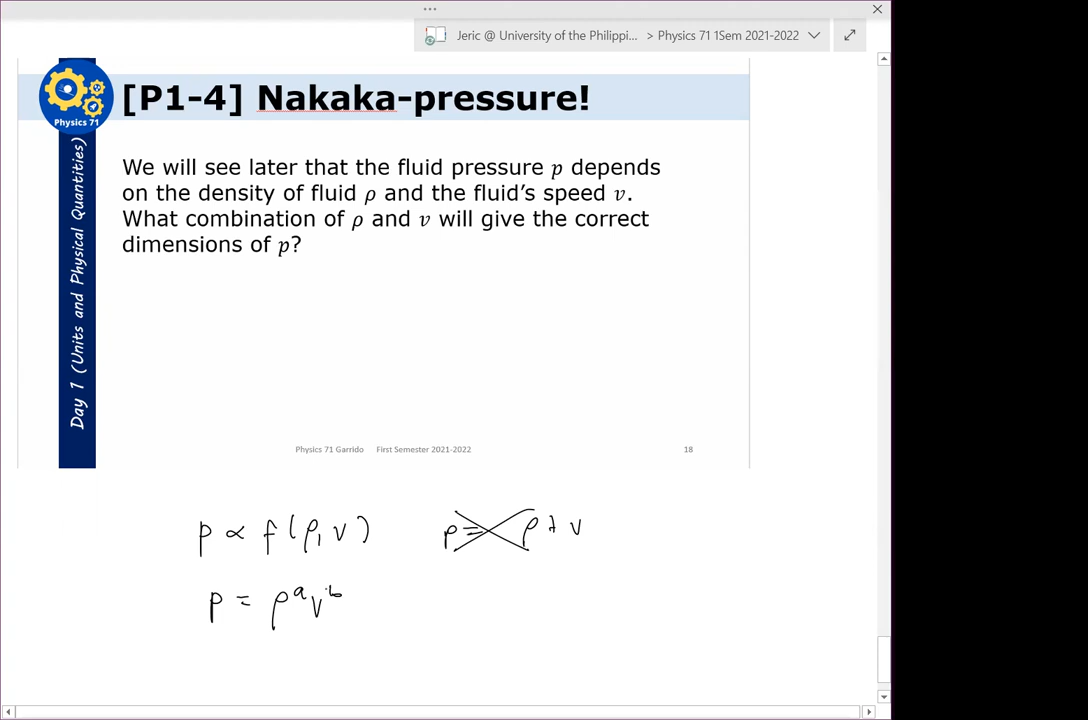 Jeric @ University of the Philippi... > Physics 71 1Sem 2021-2022
Physics 71
[P1-4] Nakaka-pressure!
Day 1 (Units and Physical Quantities)
We will see later that the fluid pressure 𝑝 depends
on the density of fluid 𝜌 and the fluid’s speed 𝑣.
What combination of 𝜌 and 𝑣 will give the correct
dimensions of 𝑝?
Physics 71 Garrido First Semester 2021-2022 18
p ∝ f(ρ, v) p = ρ + v
p = ρᵃvᵇ